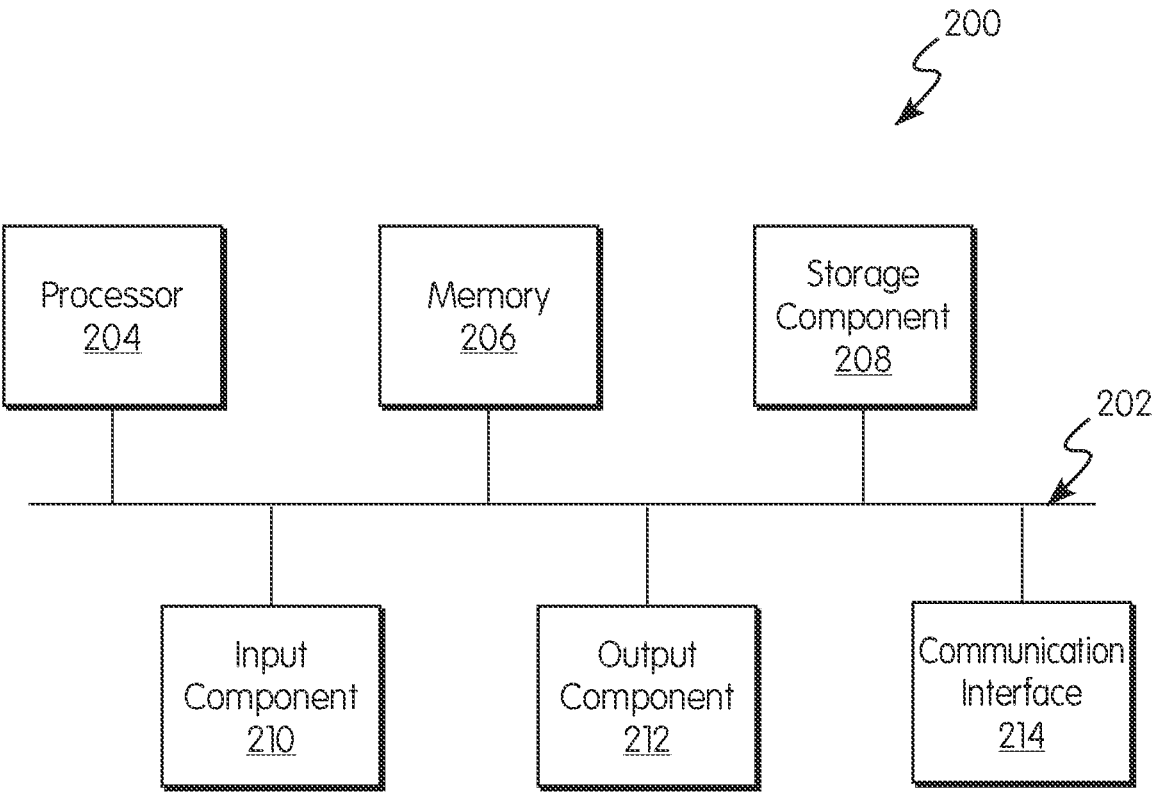 200
Processor
204
Memory
206
Storage
Component
208
202
Input
Component
210
Output
Component
212
Communication
Interface
214